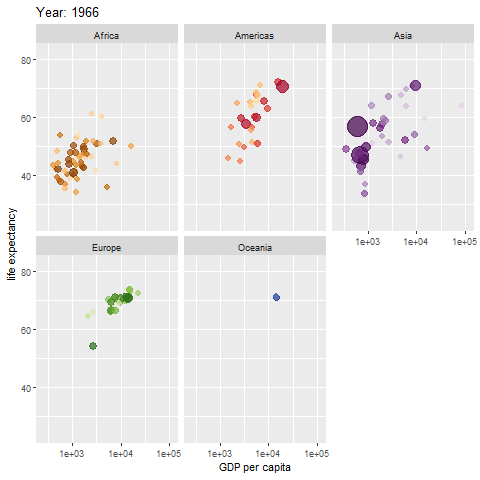 Year: 1966
Africa Americas Asia
80
60
40
1e+03 1e+04 1e+05
life expectancy
Europe Oceania
80
60
40
1e+03 1e+04 1e+05 1e+03 1e+04 1e+05
GDP per capita